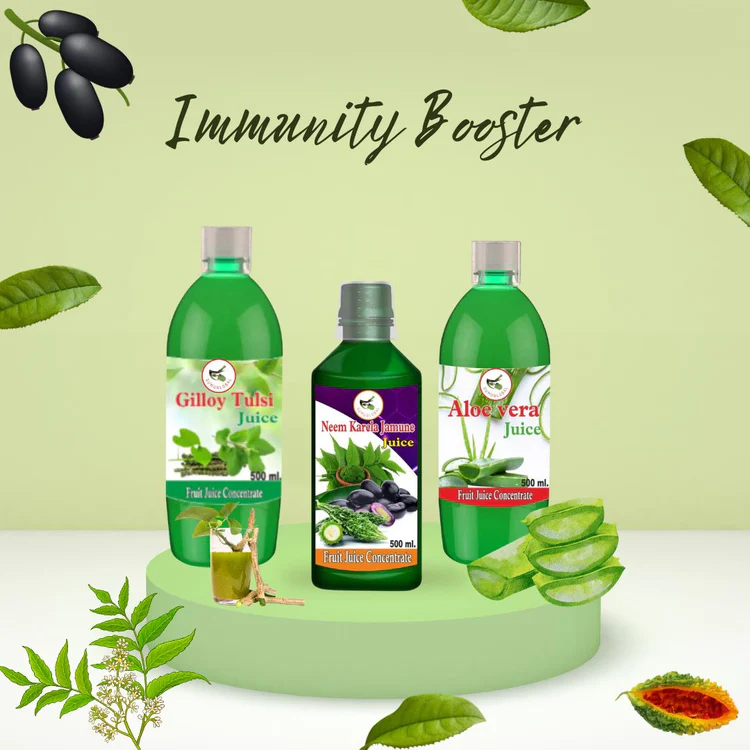 Immunity Booster
Gilloy Tulsi
Juice
500 ml.
Fruit Juice Concentrate
Neem Karela Jamune
Juice
500 ml.
Fruit Juice Concentrate
Aloe vera
Juice
500 ml.
Fruit Juice Concentrate